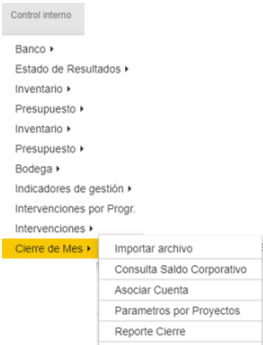 Control interno
Banco
Estado de Resultados
Inventario
Presupuesto
Inventario
Presupuesto
Bodega
Indicadores de gestión
Intervenciones por Progr.
Intervenciones
Cierre de Mes
Importar archivo
Consulta Saldo Corporativo
Asociar Cuenta
Parametros por Proyectos
Reporte Cierre